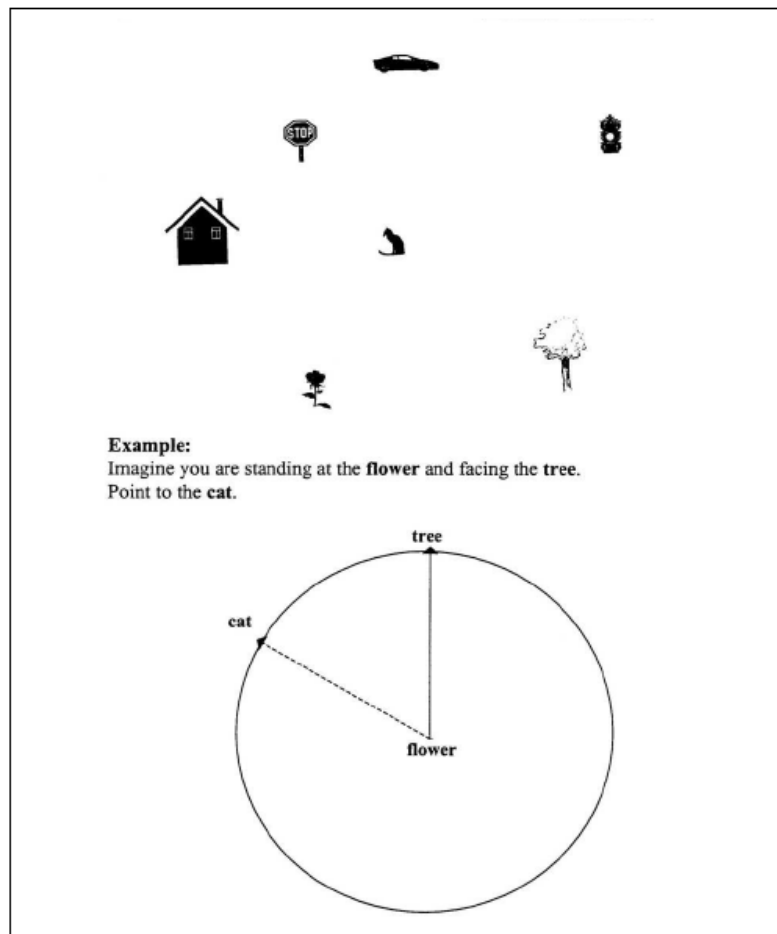 STOP
Example:
Imagine you are standing at the flower and facing the tree.
Point to the cat.
tree
cat
flower